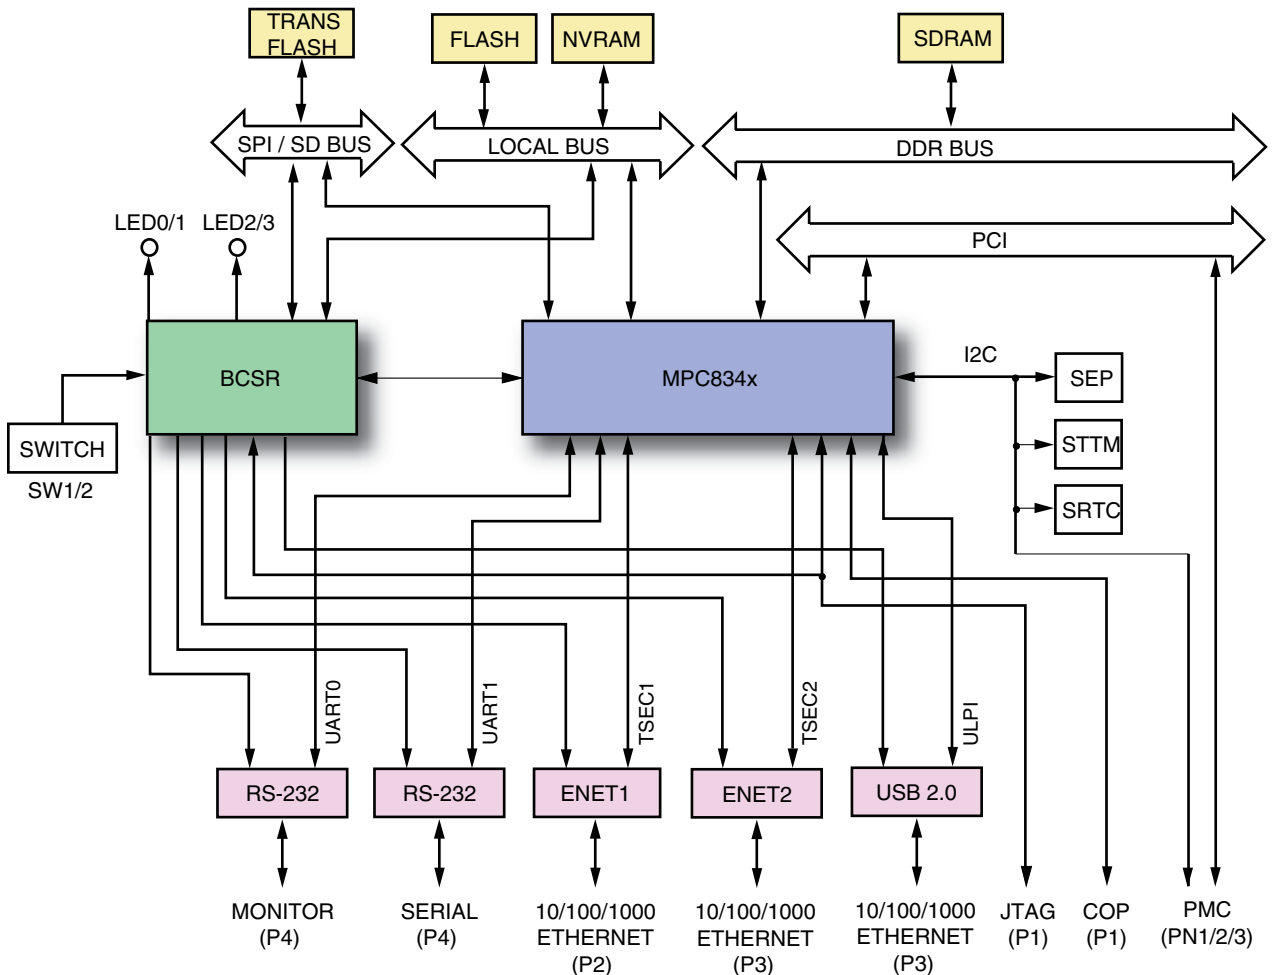 TRANS
FLASH
FLASH
NVRAM
SDRAM
SPI / SD BUS
LOCAL BUS
DDR BUS
LED0/1
LED2/3
PCI
BCSR
MPC834x
I2C
SEP
SWITCH
SW1/2
STTM
SRTC
UART0
UART1
TSEC1
TSEC2
ULPI
RS-232
RS-232
ENET1
ENET2
USB 2.0
MONITOR
(P4)
SERIAL
(P4)
10/100/1000
ETHERNET
(P2)
10/100/1000
ETHERNET
(P3)
10/100/1000
ETHERNET
(P3)
JTAG
(P1)
COP
(P1)
PMC
(PN1/2/3)